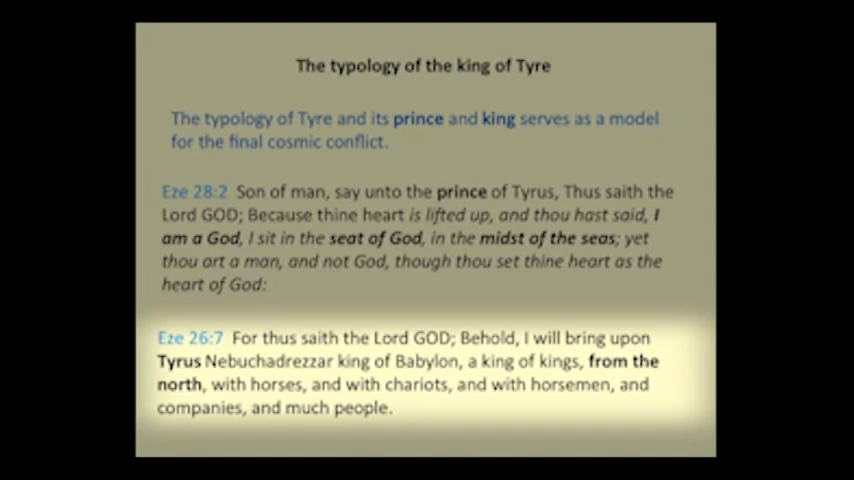 The typology of the king of Tyre
The typology of Tyre and its prince and king serves as a model
for the final cosmic conflict.
Eze 28:2 Son of man, say unto the prince of Tyrus, Thus saith the
Lord GOD; Because thine heart is lifted up, and thou hast said, I
am a God, I sit in the seat of God, in the midst of the seas; yet
thou art a man, and not God, though thou set thine heart as the
heart of God:
Eze 26:7 For thus saith the Lord GOD; Behold, I will bring upon
Tyrus Nebuchadrezzar king of Babylon, a king of kings, from the
north, with horses, and with chariots, and with horsemen, and
companies, and much people.